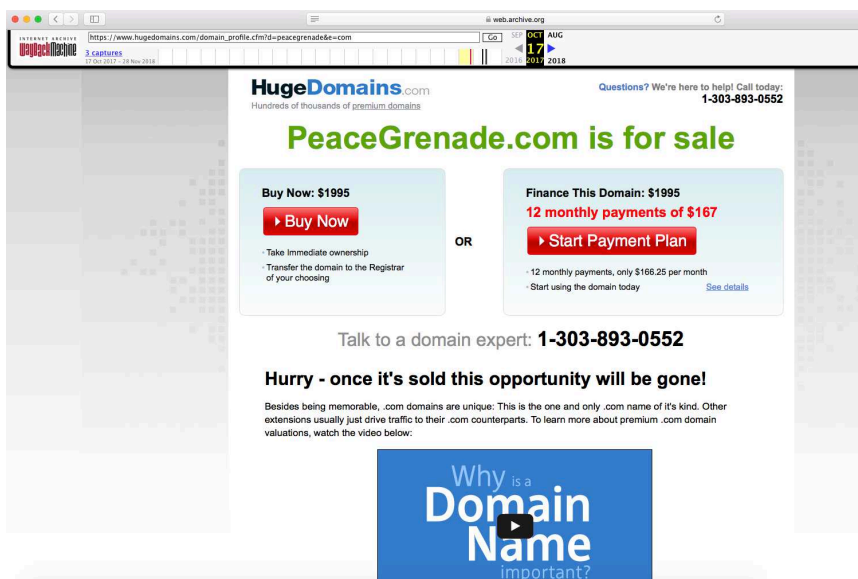 web.archive.org
INTERNET ARCHIVE
WayBackMachine
https://www.hugedomains.com/domain_profile.cfm?d=peacegrenade&e=com
Go
SEP OCT AUG
17
2016 2017 2018
3 captures
17 Oct 2017 - 28 Nov 2018
HugeDomains.com
Hundreds of thousands of premium domains
Questions? We're here to help! Call today:
1-303-893-0552
PeaceGrenade.com is for sale
Buy Now: $1995
Buy Now
Take Immediate ownership
Transfer the domain to the Registrar
of your choosing
OR
Finance This Domain: $1995
12 monthly payments of $167
Start Payment Plan
12 monthly payments, only $166.25 per month
Start using the domain today
See details
Talk to a domain expert: 1-303-893-0552
Hurry - once it's sold this opportunity will be gone!
Besides being memorable, .com domains are unique: This is the one and only .com name of it's kind. Other
extensions usually just drive traffic to their .com counterparts. To learn more about premium .com domain
valuations, watch the video below:
Why is a
Domain
Name
important?